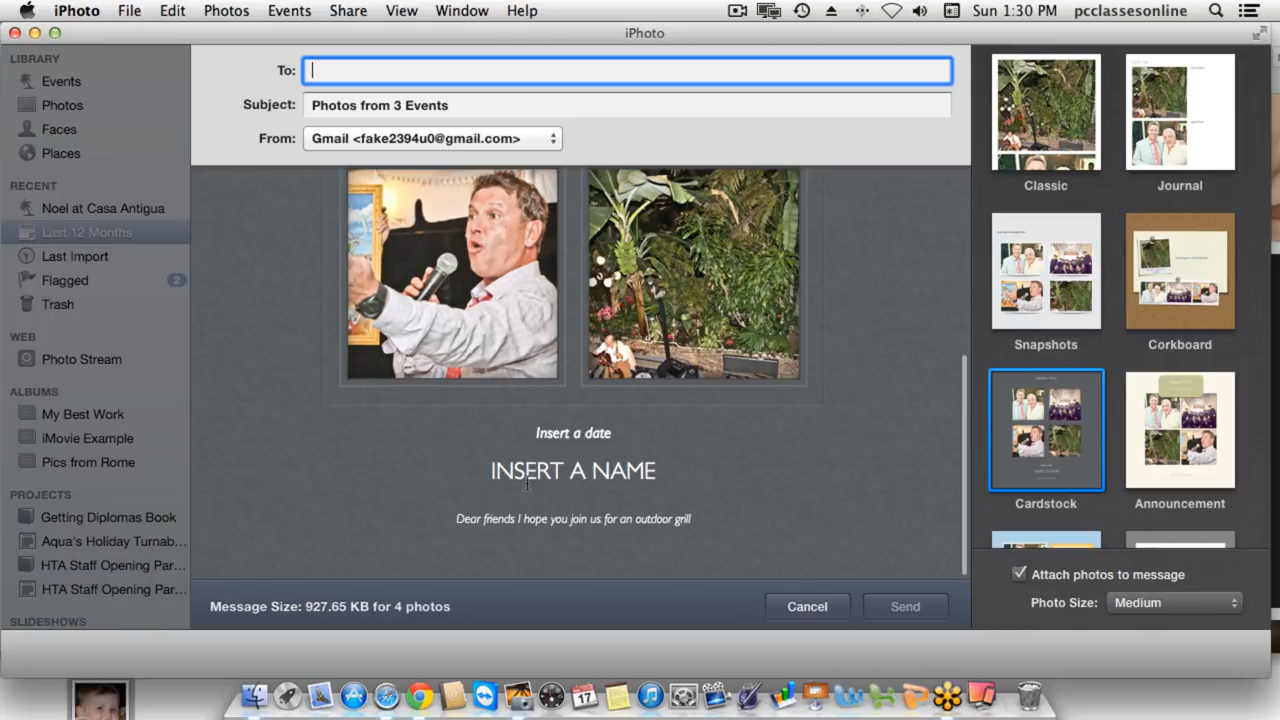 iPhoto File Edit Photos Events Share View Window Help Sun 1:30 PM pcclassesonline
iPhoto
LIBRARY
Events
Photos
Faces
Places
RECENT
Noel at Casa Antigua
Last 12 Months
Last Import
Flagged 2
Trash
WEB
Photo Stream
ALBUMS
My Best Work
iMovie Example
Pics from Rome
PROJECTS
Getting Diplomas Book
Aqua's Holiday Turnab...
HTA Staff Opening Par...
HTA Staff Opening Par...
SLIDESHOWS
To:
Subject: Photos from 3 Events
From: Gmail <fake2394u0@gmail.com>
Insert a date
INSERT A NAME
Dear friends I hope you join us for an outdoor grill
Message Size: 927.65 KB for 4 photos
Cancel Send
Classic Journal
Snapshots Corkboard
Cardstock Announcement
Attach photos to message
Photo Size: Medium
17